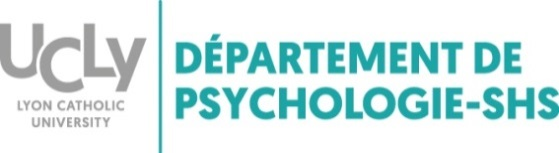 UCLy
LYON CATHOLIC
UNIVERSITY
DÉPARTEMENT DE
PSYCHOLOGIE-SHS